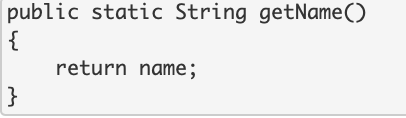 public static String getName()
{
    return name;
}